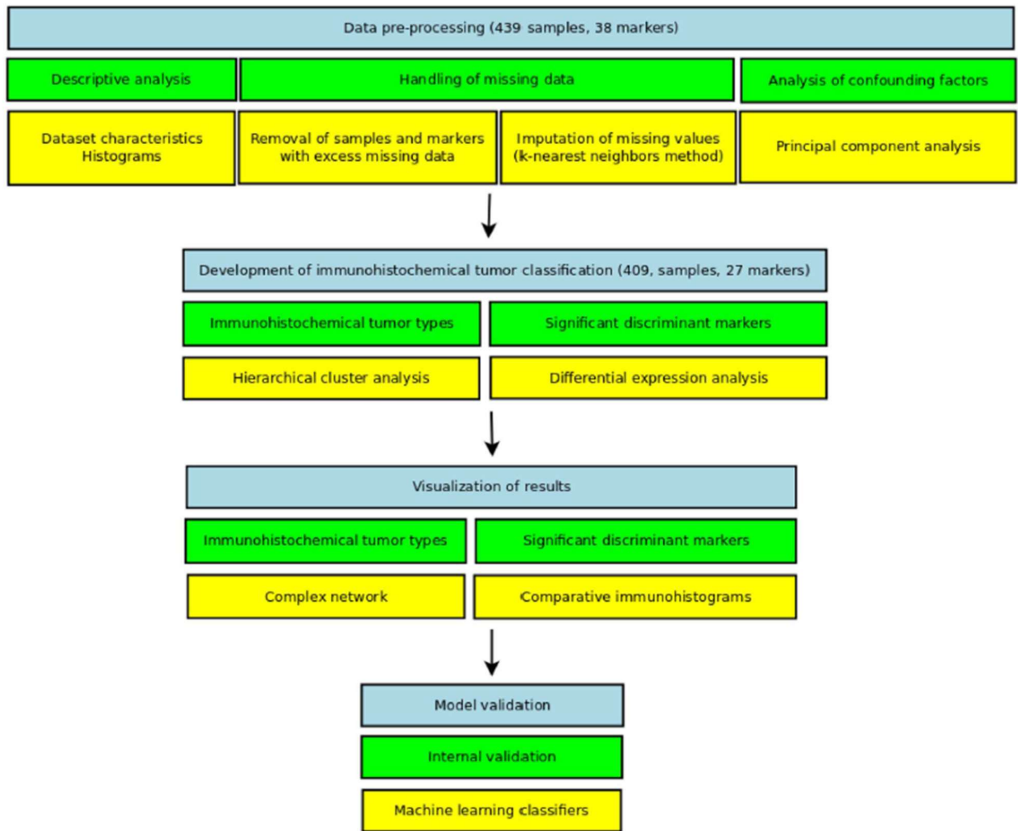 Data pre-processing (439 samples, 38 markers)
Descriptive analysis
Handling of missing data
Analysis of confounding factors
Dataset characteristics
Histograms
Removal of samples and markers
with excess missing data
Imputation of missing values
(k-nearest neighbors method)
Principal component analysis
Development of immunohistochemical tumor classification (409, samples, 27 markers)
Immunohistochemical tumor types
Significant discriminant markers
Hierarchical cluster analysis
Differential expression analysis
Visualization of results
Immunohistochemical tumor types
Significant discriminant markers
Complex network
Comparative immunohistograms
Model validation
Internal validation
Machine learning classifiers